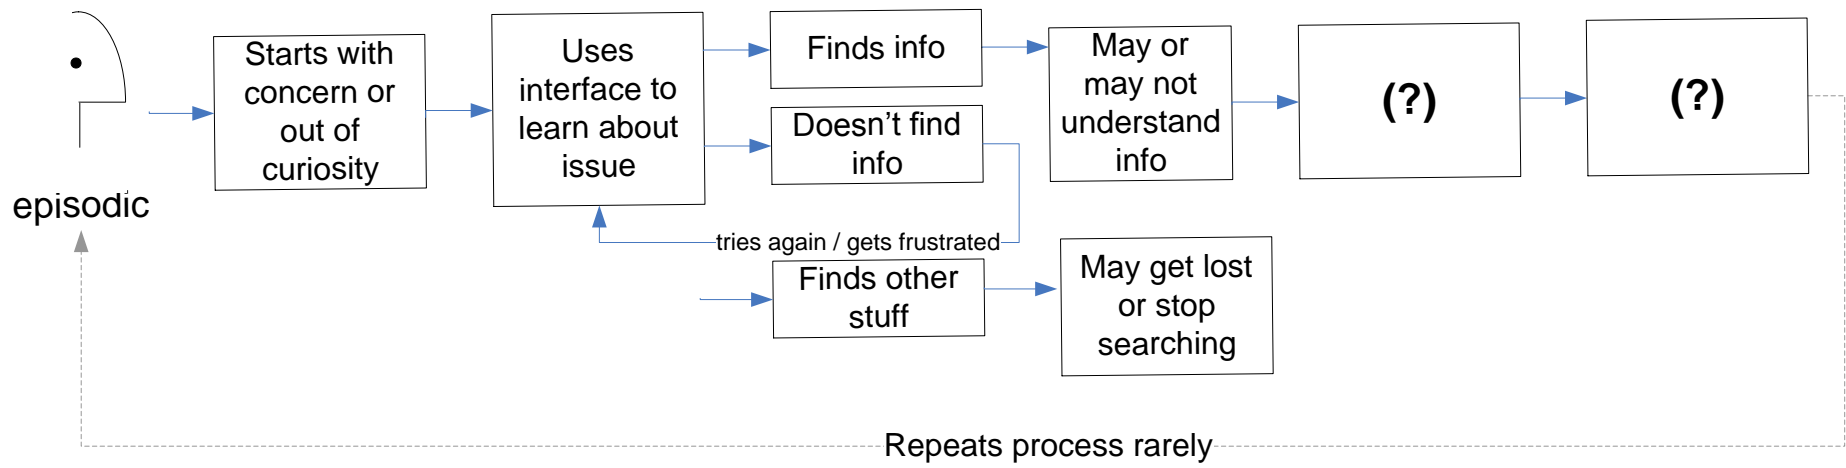 episodic
Starts with
concern or
out of
curiosity
Uses
interface to
learn about
issue
Finds info
Doesn’t find
info
tries again / gets frustrated
Finds other
stuff
May or
may not
understand
info
May get lost
or stop
searching
(?)
(?)
Repeats process rarely